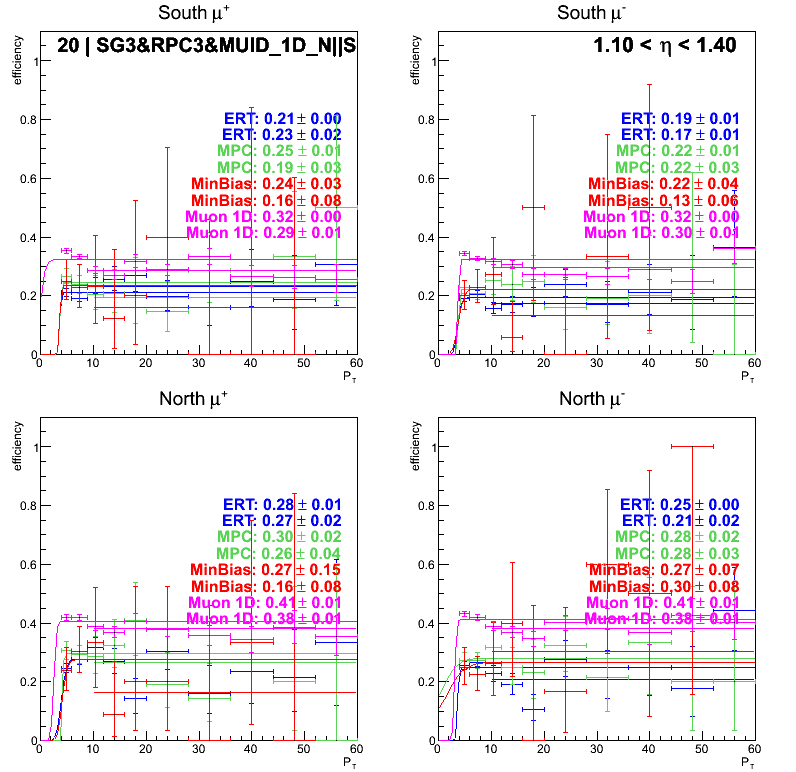 South μ+
efficiency
20 | SG3&RPC3&MUID_1D_N||S
1
0.8
0.6
0.4
0.2
0
ERT: 0.21 ± 0.00
ERT: 0.23 ± 0.02
MPC: 0.25 ± 0.01
MPC: 0.19 ± 0.03
MinBias: 0.24 ± 0.03
MinBias: 0.16 ± 0.08
Muon 1D: 0.32 ± 0.00
Muon 1D: 0.29 ± 0.01
0 10 20 30 40 50 60
PT
South μ-
efficiency
1.10 < η < 1.40
1
0.8
0.6
0.4
0.2
0
ERT: 0.19 ± 0.01
ERT: 0.17 ± 0.01
MPC: 0.22 ± 0.01
MPC: 0.22 ± 0.03
MinBias: 0.22 ± 0.04
MinBias: 0.13 ± 0.06
Muon 1D: 0.32 ± 0.00
Muon 1D: 0.30 ± 0.01
0 10 20 30 40 50 60
PT
North μ+
efficiency
1
0.8
0.6
0.4
0.2
0
ERT: 0.28 ± 0.01
ERT: 0.27 ± 0.02
MPC: 0.30 ± 0.02
MPC: 0.26 ± 0.04
MinBias: 0.27 ± 0.15
MinBias: 0.16 ± 0.08
Muon 1D: 0.41 ± 0.01
Muon 1D: 0.38 ± 0.01
0 10 20 30 40 50 60
PT
North μ-
efficiency
1
0.8
0.6
0.4
0.2
0
ERT: 0.25 ± 0.00
ERT: 0.21 ± 0.02
MPC: 0.28 ± 0.02
MPC: 0.28 ± 0.03
MinBias: 0.27 ± 0.07
MinBias: 0.30 ± 0.08
Muon 1D: 0.41 ± 0.01
Muon 1D: 0.38 ± 0.01
0 10 20 30 40 50 60
PT